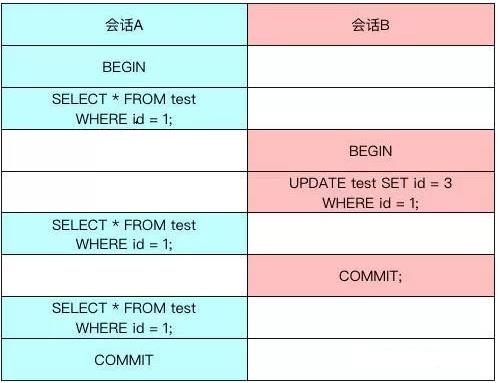 会话A
会话B
BEGIN
SELECT * FROM test
WHERE id = 1;
BEGIN
UPDATE test SET id = 3
WHERE id = 1;
SELECT * FROM test
WHERE id = 1;
COMMIT;
SELECT * FROM test
WHERE id = 1;
COMMIT